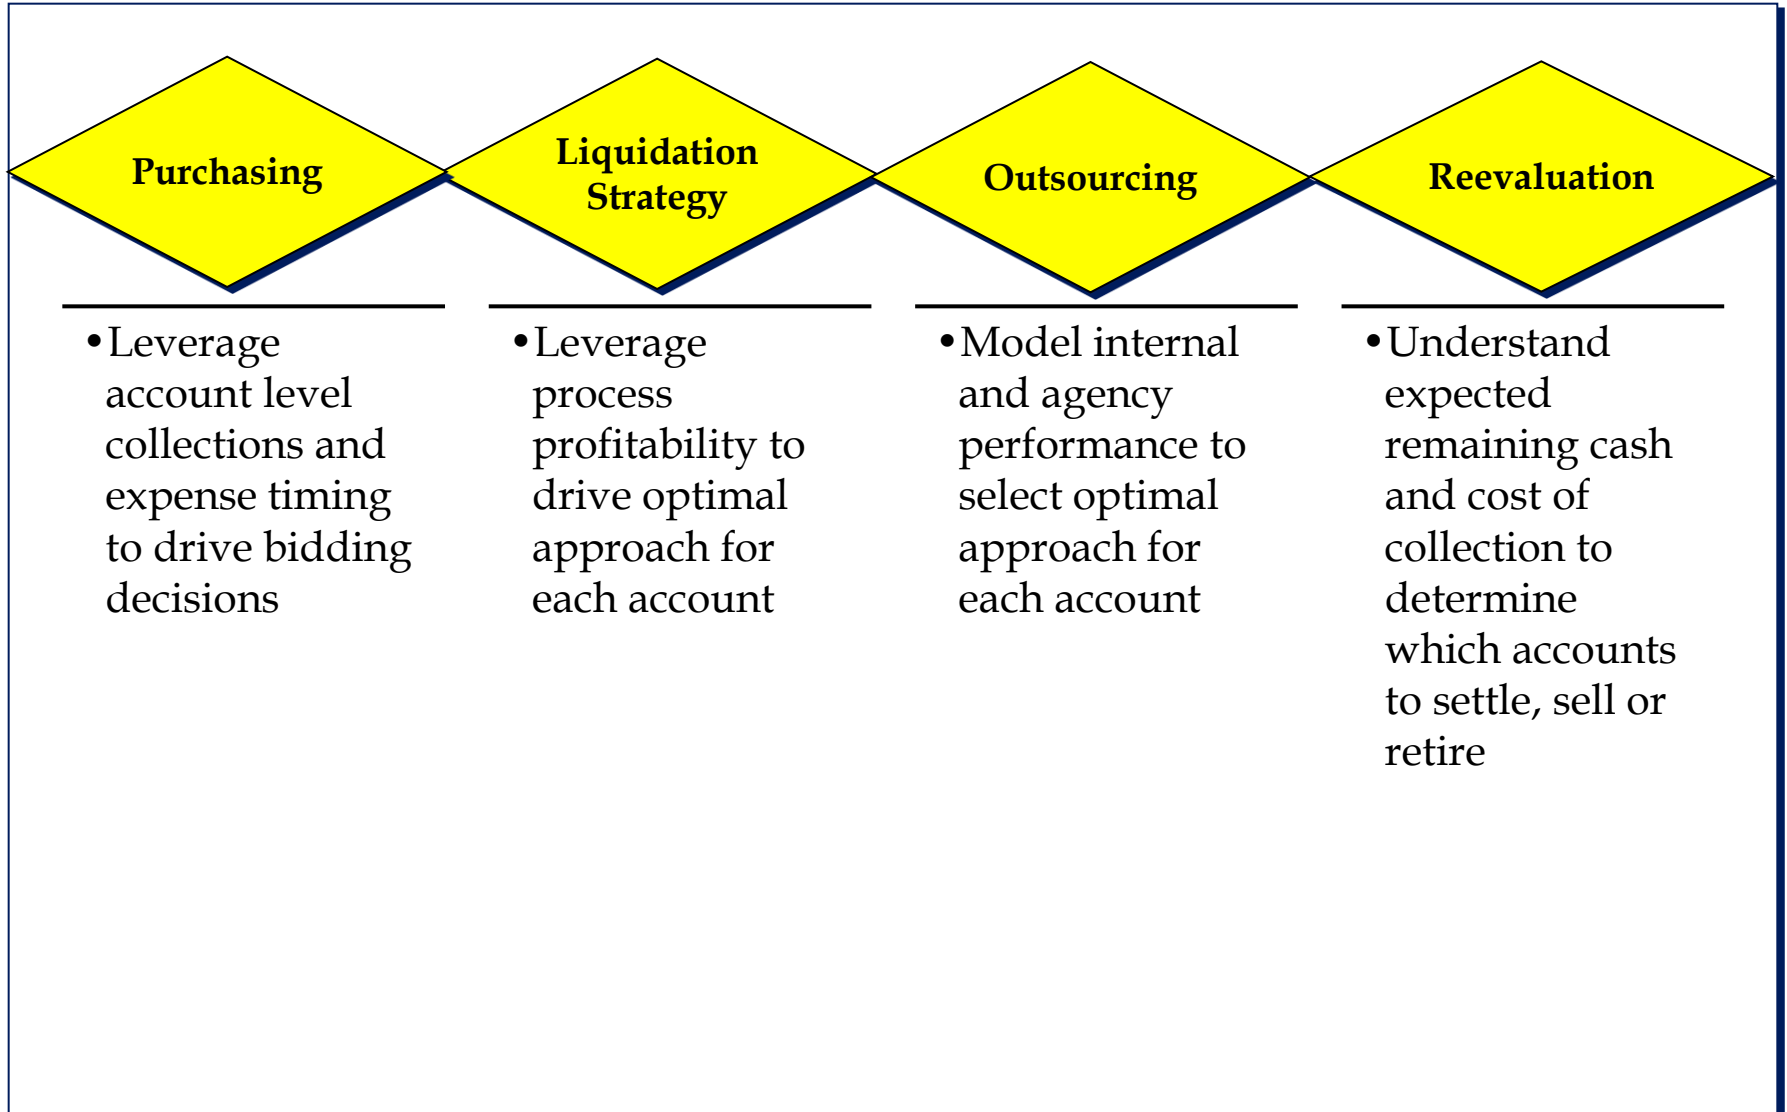 Purchasing
Liquidation
Strategy
Outsourcing
Reevaluation
•Leverage
account level
collections and
expense timing
to drive bidding
decisions
•Leverage
process
profitability to
drive optimal
approach for
each account
•Model internal
and agency
performance to
select optimal
approach for
each account
•Understand
expected
remaining cash
and cost of
collection to
determine
which accounts
to settle, sell or
retire